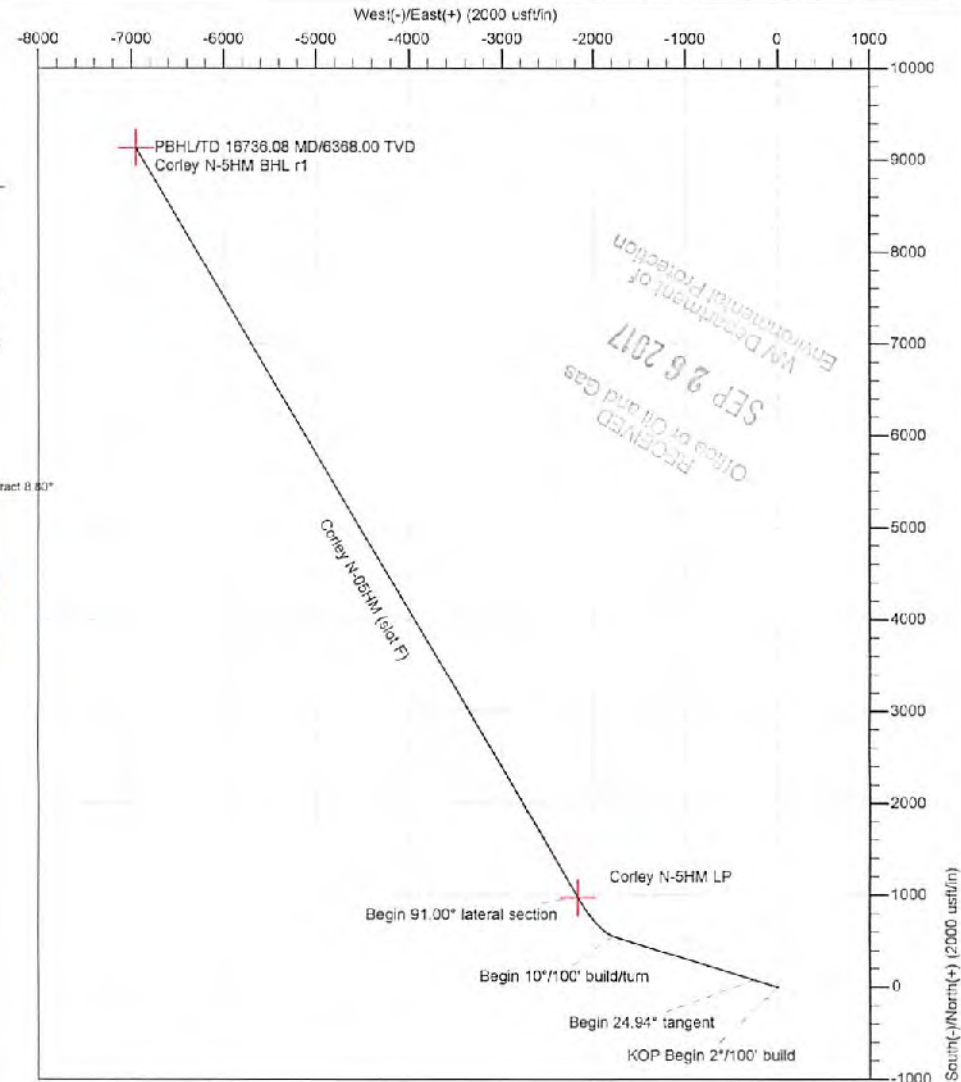 West(-)/East(+) (2000 usft/in)
-8000 -7000 -6000 -5000 -4000 -3000 -2000 -1000 0 1000
10000
PBHL/TD 16736.08 MD/6368.00 TVD
Corley N-5HM BHL r1
9000
8000
WV Department of
Environmental Protection
SEP 26 2017
RECEIVED
Office of Oil and Gas
7000
6000
ract 8.80°
5000
Corley N-05HM (slot F)
4000
3000
2000
Corley N-5HM LP
1000
Begin 91.00° lateral section
Begin 10°/100' build/turn
0
Begin 24.94° tangent
KOP Begin 2°/100' build
-1000
South(-)/North(+) (2000 usft/in)